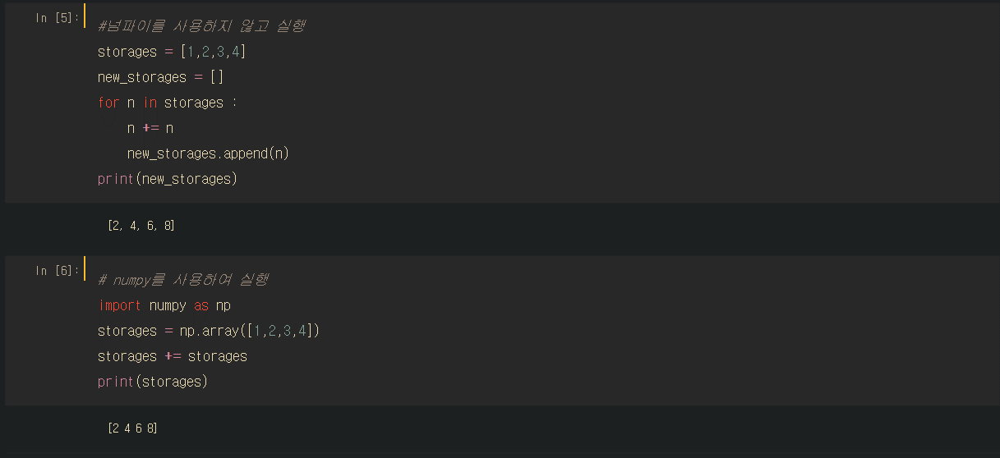 In [5]:
#넘파이를 사용하지 않고 실행
storages = [1,2,3,4]
new_storages = []
for n in storages :
    n += n
    new_storages.append(n)
print(new_storages)
[2, 4, 6, 8]
In [6]:
# numpy를 사용하여 실행
import numpy as np
storages = np.array([1,2,3,4])
storages += storages
print(storages)
[2 4 6 8]